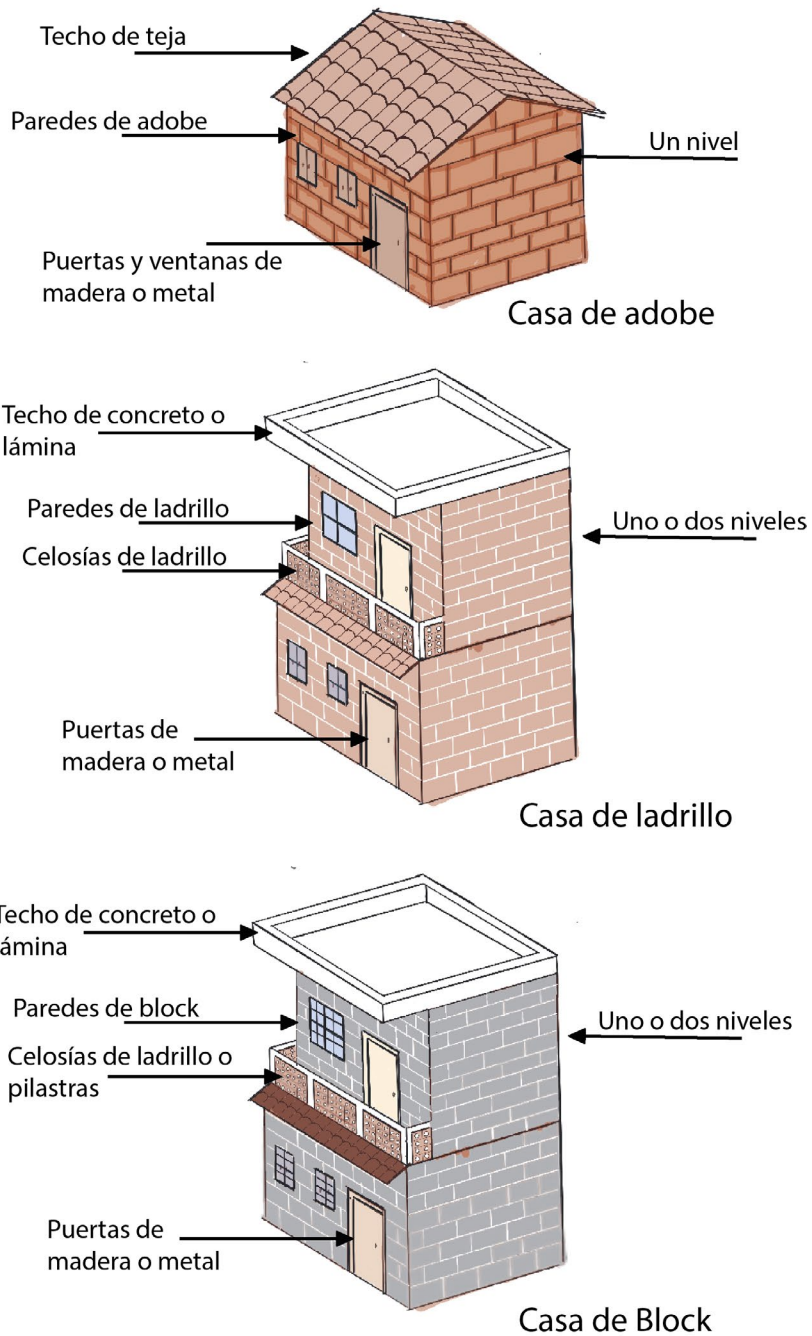 Techo de teja
Paredes de adobe
Un nivel
Puertas y ventanas de
madera o metal
Casa de adobe
Techo de concreto o
lámina
Paredes de ladrillo
Celosías de ladrillo
Uno o dos niveles
Puertas de
madera o metal
Casa de ladrillo
Techo de concreto o
lámina
Paredes de block
Uno o dos niveles
Celosías de ladrillo o
pilastras
Puertas de
madera o metal
Casa de Block